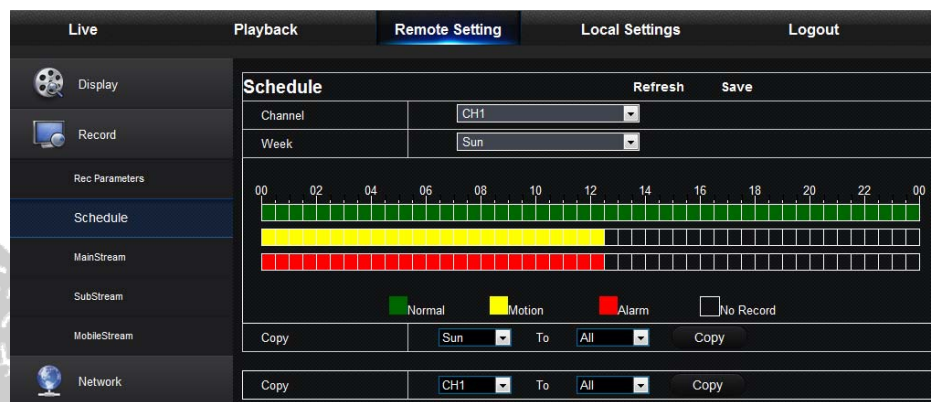 Live Playback Remote Setting Local Settings Logout
Display
Record
Rec Parameters
Schedule
MainStream
SubStream
MobileStream
Network
Schedule Refresh Save
Channel CH1
Week Sun
00 02 04 06 08 10 12 14 16 18 20 22 00
Normal Motion Alarm No Record
Copy Sun To All Copy
Copy CH1 To All Copy